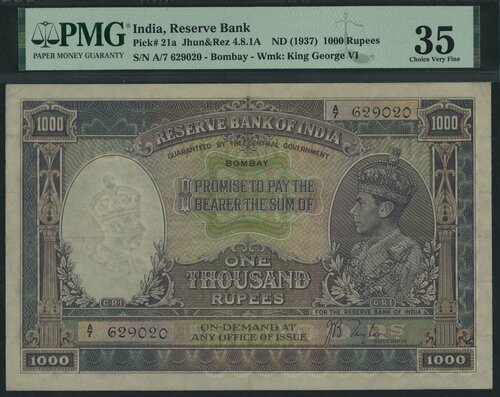 PMG
PAPER MONEY GUARANTY
India, Reserve Bank
Pick# 21a Jhun&Rez 4.8.1A ND (1937) 1000 Rupees
S/N A/7 629020 - Bombay - Wmk: King George VI
35
Choice Very Fine
1000
A/7 629020
1000
RESERVE BANK OF INDIA
GUARANTEED BY THE CENTRAL GOVERNMENT
BOMBAY
I PROMISE TO PAY THE
BEARER THE SUM OF
ONE
THOUSAND
RUPEES
G·R·I
G·R·I
FOR THE RESERVE BANK OF INDIA
A/7 629020
ON DEMAND AT
ANY OFFICE OF ISSUE
GOVERNOR
1000
1000